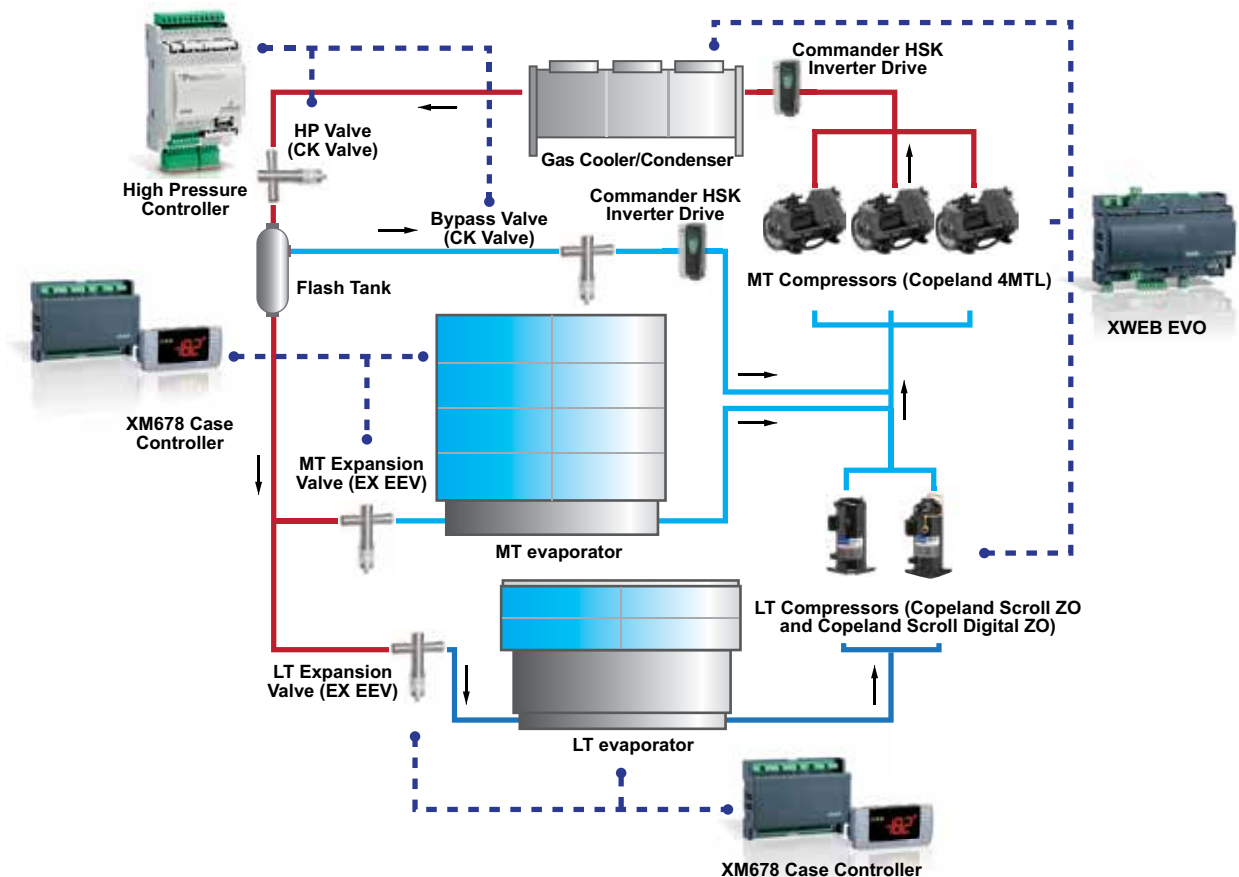 Commander HSK
Inverter Drive
HP Valve
(CK Valve)
Gas Cooler/Condenser
High Pressure
Controller
Bypass Valve
(CK Valve)
Commander HSK
Inverter Drive
Flash Tank
MT Compressors (Copeland 4MTL)
XWEB EVO
XM678 Case
Controller
MT Expansion
Valve (EX EEV)
MT evaporator
LT Compressors (Copeland Scroll ZO
and Copeland Scroll Digital ZO)
LT Expansion
Valve (EX EEV)
LT evaporator
XM678 Case Controller